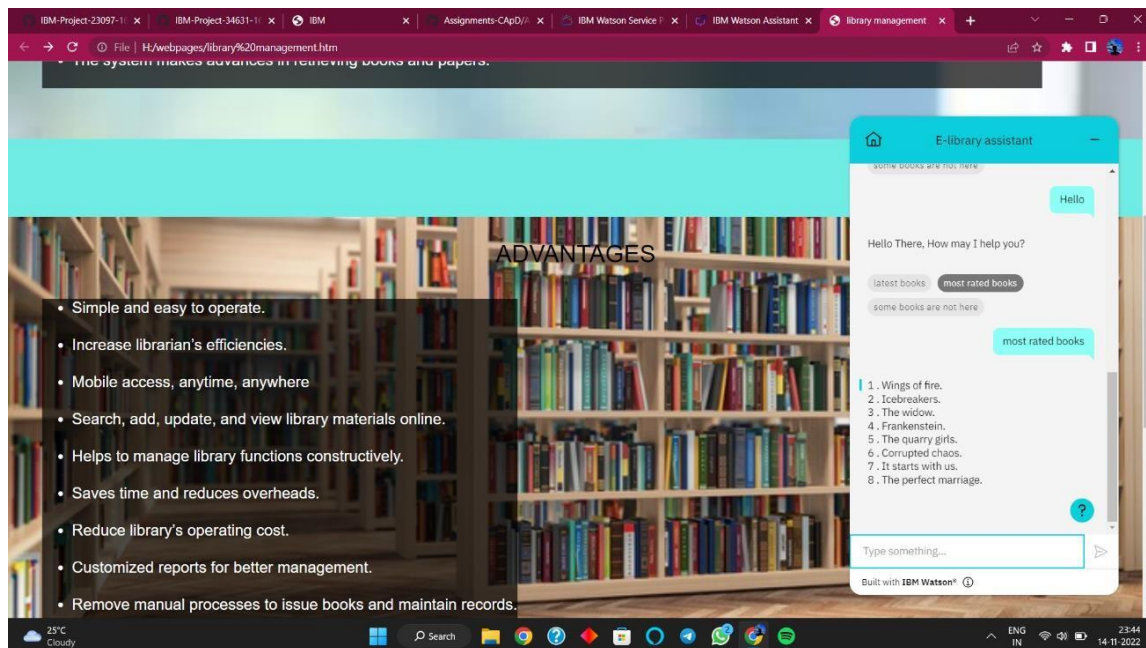 IBM-Project-23097-16
IBM-Project-34631-16
IBM
Assignments-CApD/A
IBM Watson Service P
IBM Watson Assistant
library management
File | H:/webpages/library%20management.htm
• The system makes advances in retrieving books and papers.
ADVANTAGES
• Simple and easy to operate.
• Increase librarian's efficiencies.
• Mobile access, anytime, anywhere
• Search, add, update, and view library materials online.
• Helps to manage library functions constructively.
• Saves time and reduces overheads.
• Reduce library's operating cost.
• Customized reports for better management.
• Remove manual processes to issue books and maintain records.
E-library assistant
some books are not here
Hello
Hello There, How may I help you?
latest books
most rated books
some books are not here
most rated books
1 . Wings of fire.
2 . Icebreakers.
3 . The widow.
4 . Frankenstein.
5 . The quarry girls.
6 . Corrupted chaos.
7 . It starts with us.
8 . The perfect marriage.
?
Type something...
Built with IBM Watson®
25°C
Cloudy
Search
ENG
IN
23:44
14-11-2022